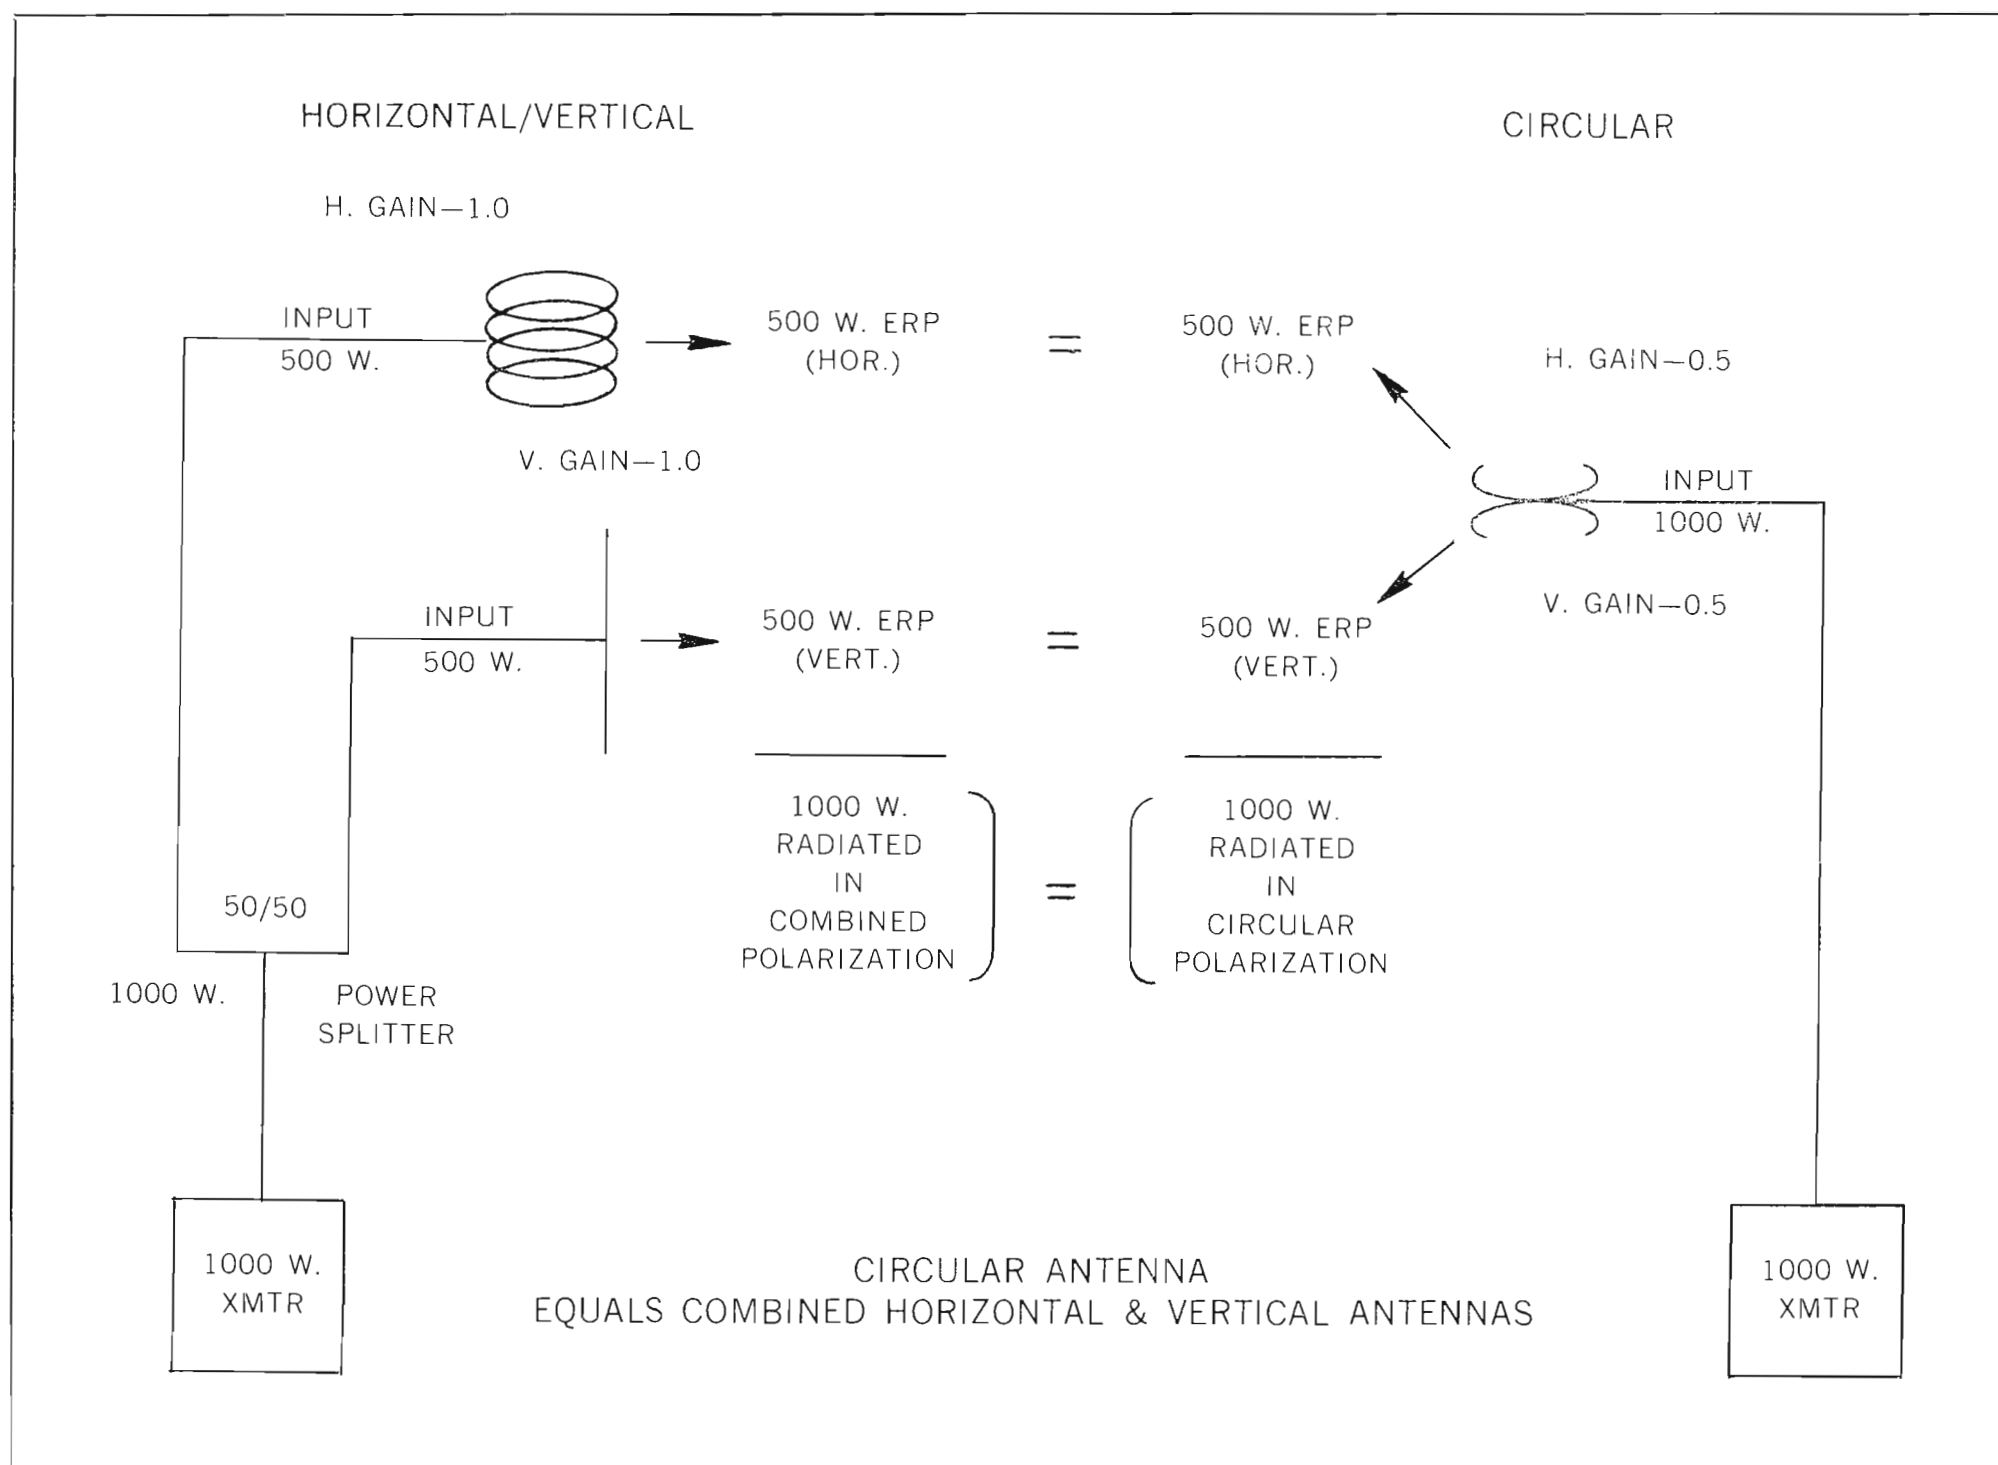 HORIZONTAL/VERTICAL
CIRCULAR
H. GAIN—1.0
INPUT
500 W.
500 W. ERP
(HOR.)
=
500 W. ERP
(HOR.)
H. GAIN—0.5
V. GAIN—1.0
INPUT
1000 W.
INPUT
500 W.
500 W. ERP
(VERT.)
=
500 W. ERP
(VERT.)
V. GAIN—0.5
1000 W.
RADIATED
IN
COMBINED
POLARIZATION
=
1000 W.
RADIATED
IN
CIRCULAR
POLARIZATION
50/50
1000 W.
POWER
SPLITTER
1000 W.
XMTR
CIRCULAR ANTENNA
EQUALS COMBINED HORIZONTAL & VERTICAL ANTENNAS
1000 W.
XMTR